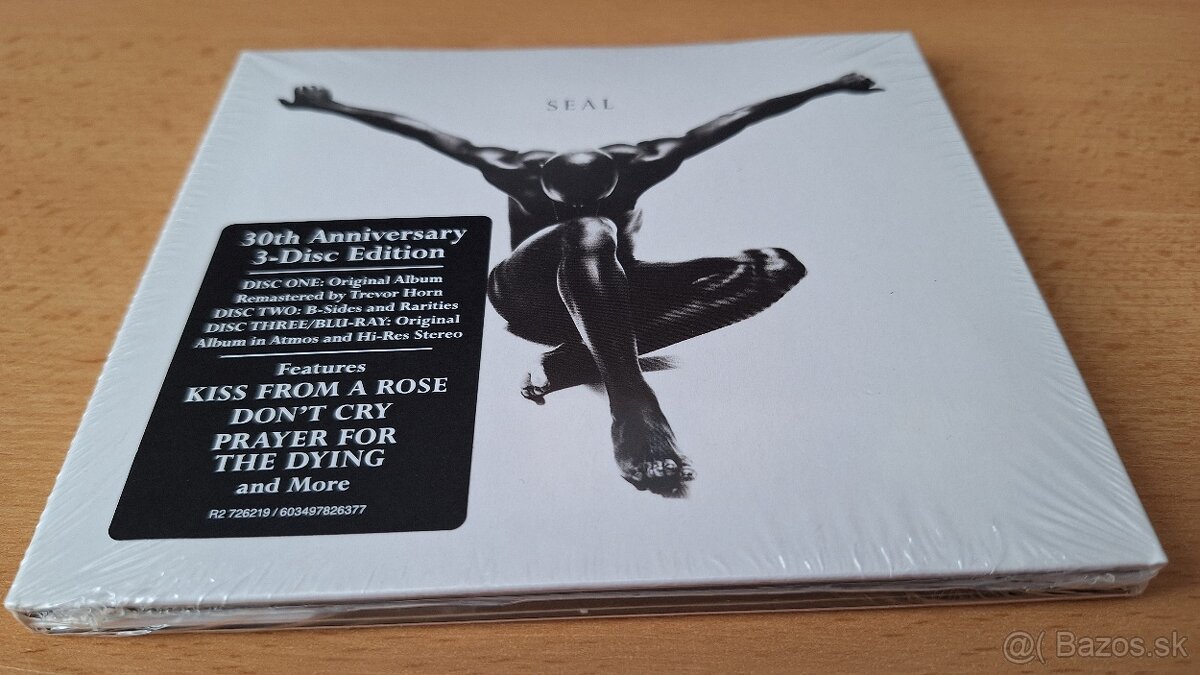 SEAL
30th Anniversary
3-Disc Edition
DISC ONE: Original Album
Remastered by Trevor Horn
DISC TWO: B-Sides and Rarities
DISC THREE/BLU-RAY: Original
Album in Atmos and Hi-Res Stereo
Features
KISS FROM A ROSE
DON'T CRY
PRAYER FOR
THE DYING
and More
R2 726219 / 603497826377
@( Bazos.sk